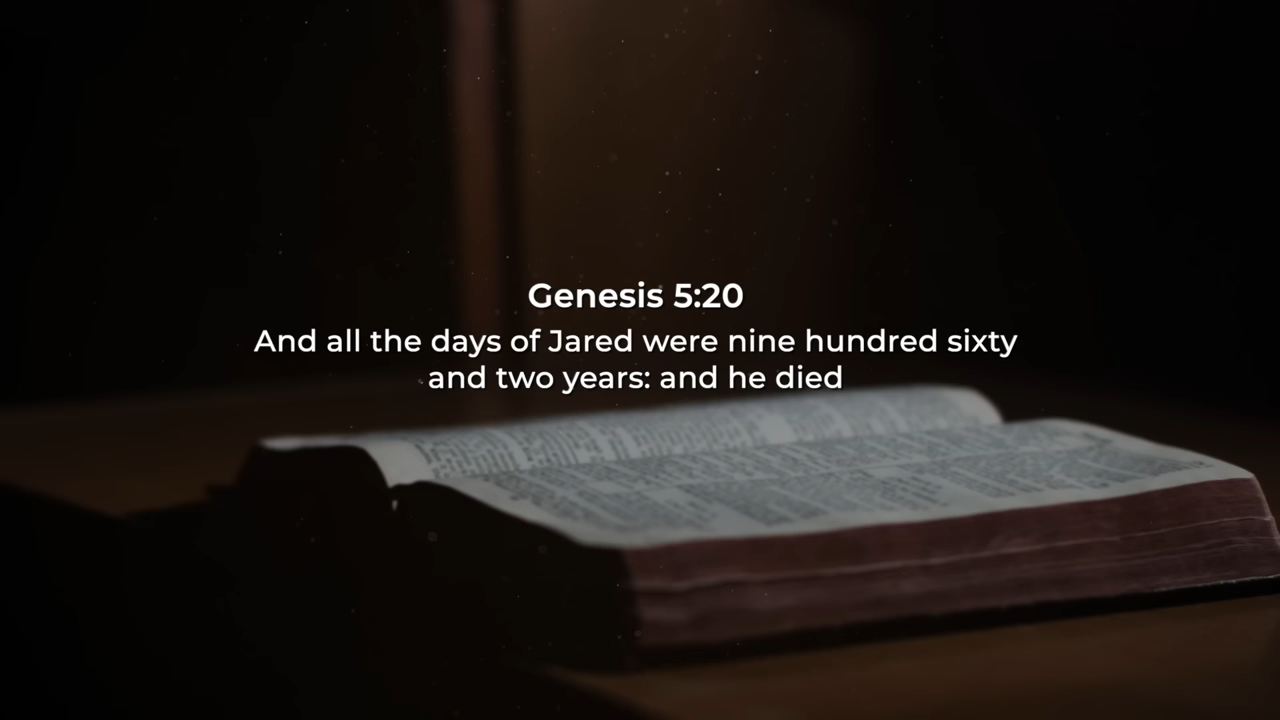 Genesis 5:20
And all the days of Jared were nine hundred sixty
and two years: and he died